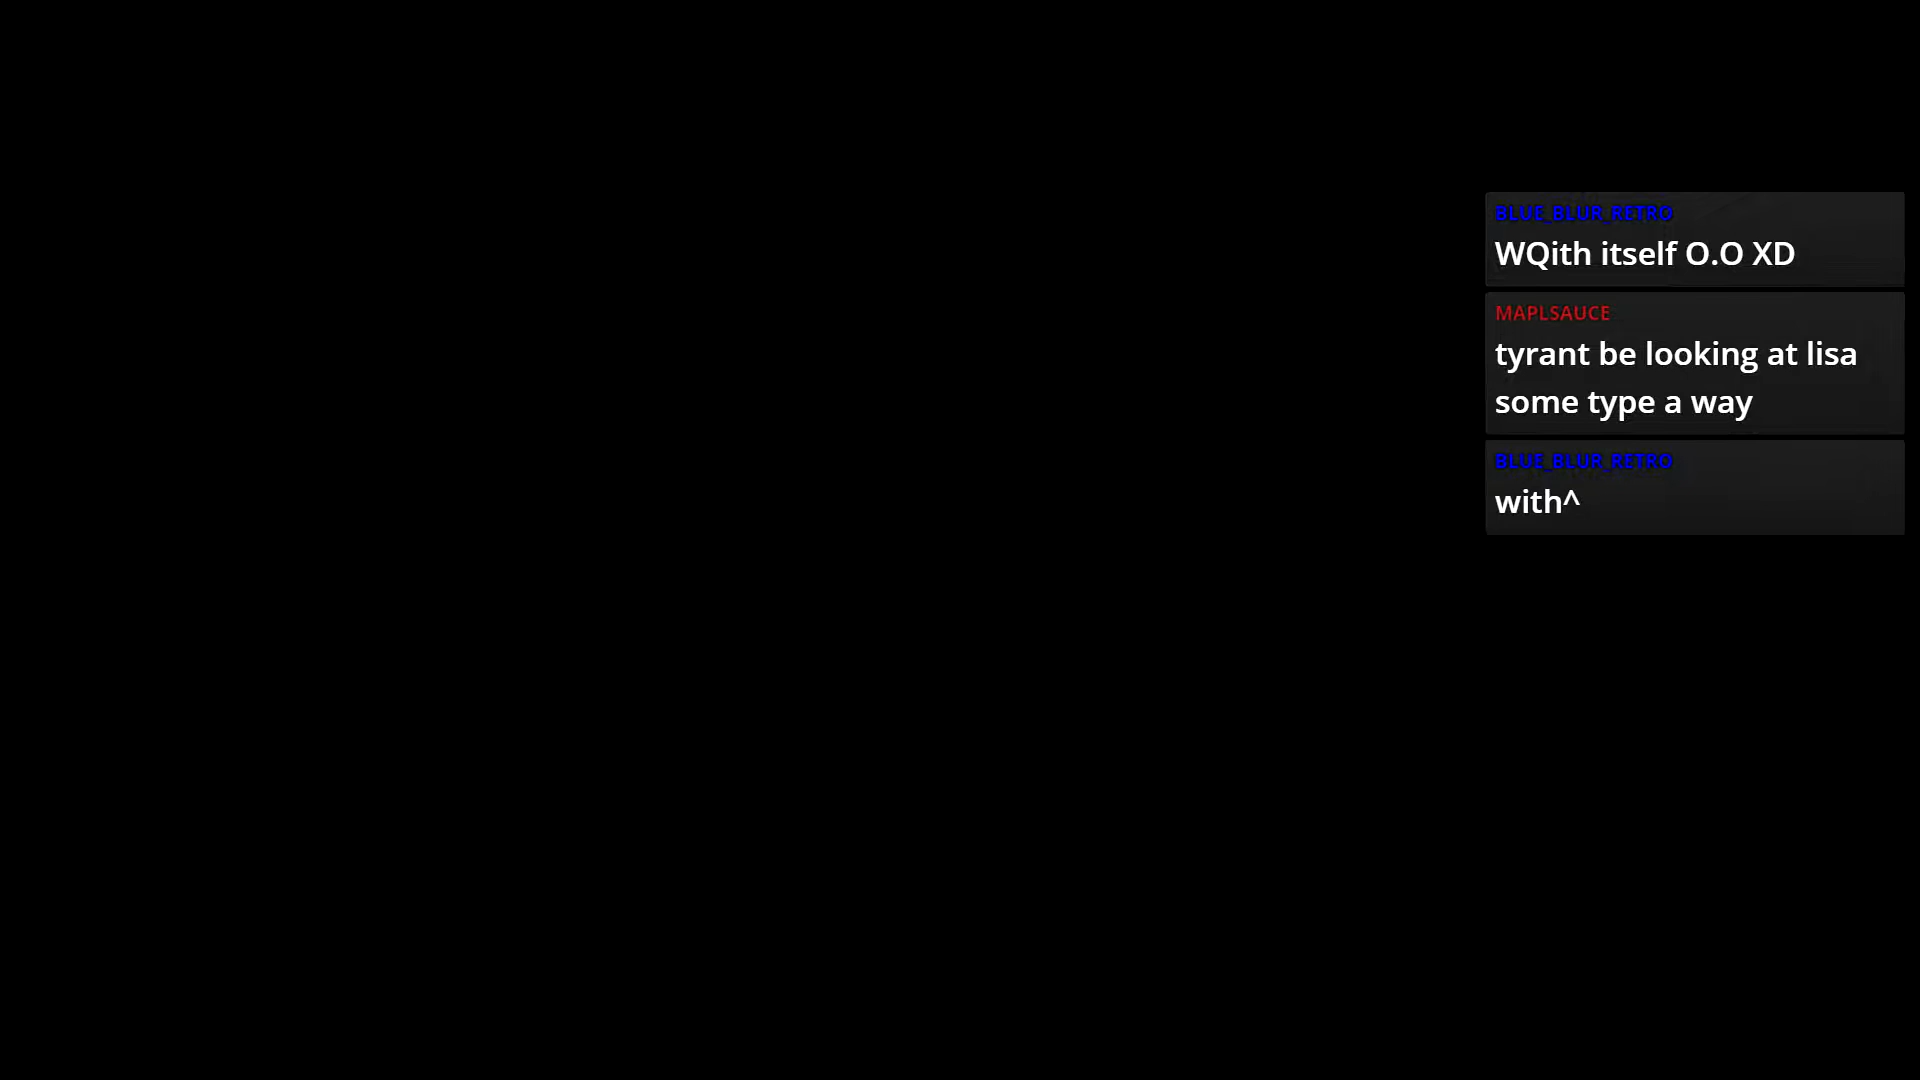 BLUE_BLUR_RETRO
WQith itself O.O XD
MAPLSAUCE
tyrant be looking at lisa
some type a way
BLUE_BLUR_RETRO
with^